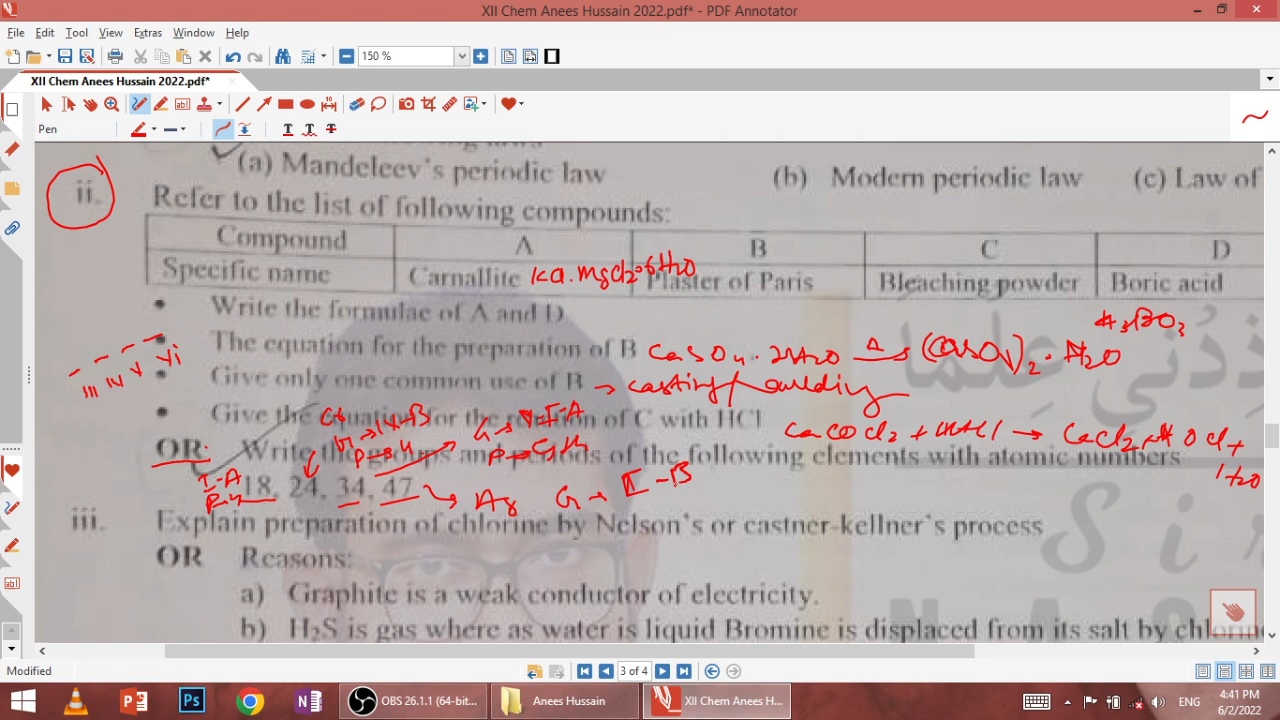 XII Chem Anees Hussain 2022.pdf* - PDF Annotator
File Edit Tool View Extras Window Help
150 %
XII Chem Anees Hussain 2022.pdf*
Pen
(a) Mandeleev's periodic law (b) Modern periodic law (c) Law of
ii. Refer to the list of following compounds:
Compound A B C D
Specific name Carnallite Plaster of Paris Bleaching powder Boric acid
• Write the formulae of A and D
H3BO3
• The equation for the preparation of B CaSO4. 2H2O Δ→ (CaSO4)2 . H2O
iii iv v vi
• Give only one common use of B → casting/moulding
• Give the equation for the reaction of C with HCl
OR Write the groups and periods of the following elements with atomic numbers
18, 24, 34, 47 → Ag G → I-B
H2O
iii. Explain preparation of chlorine by Nelson's or castner-kellner's process
OR Reasons:
a) Graphite is a weak conductor of electricity.
b) H2S is gas where as water is liquid Bromine is displaced from its salt by chlorin
Modified 3 of 4
OBS 26.1.1 (64-bit... Anees Hussain XII Chem Anees H...
ENG 4:41 PM
6/2/2022